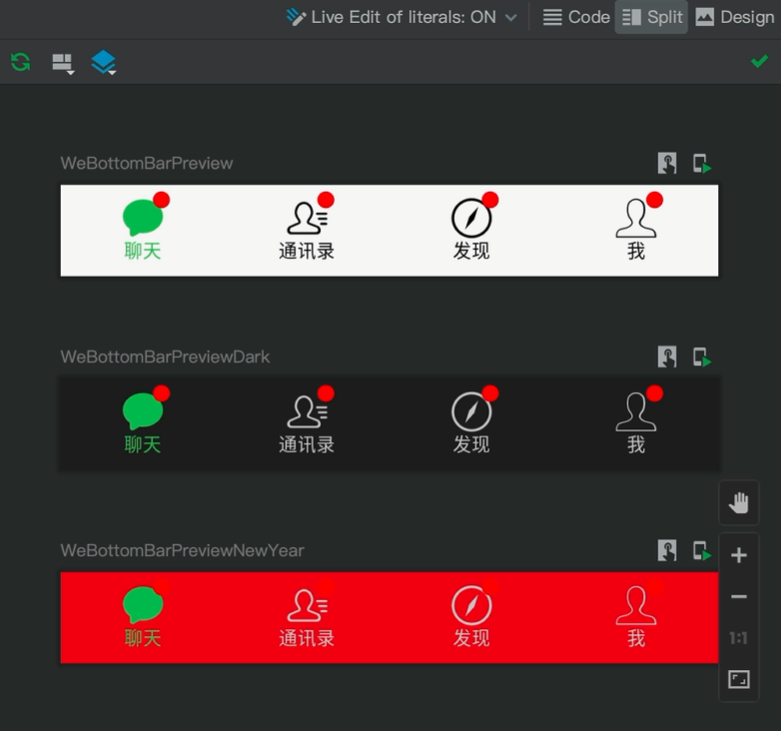 Live Edit of literals: ON Code Split Design
WeBottomBarPreview
聊天 通讯录 发现 我
WeBottomBarPreviewDark
聊天 通讯录 发现 我
WeBottomBarPreviewNewYear
聊天 通讯录 发现 我
1:1